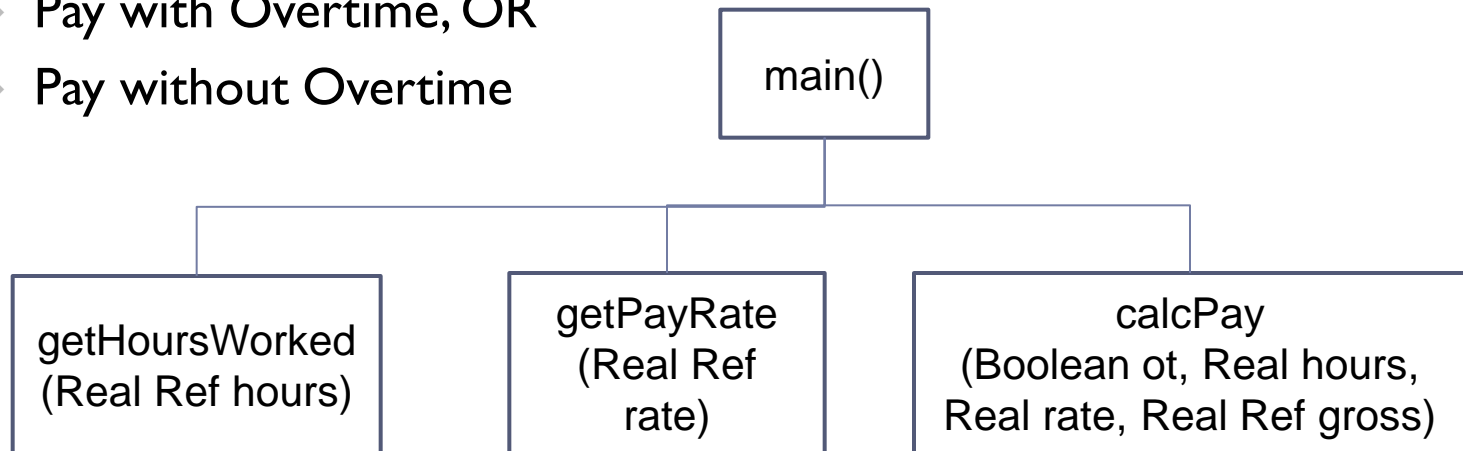 Pay with Overtime, OR
Pay without Overtime
main()
getHoursWorked
(Real Ref hours)
getPayRate
(Real Ref
rate)
calcPay
(Boolean ot, Real hours,
Real rate, Real Ref gross)